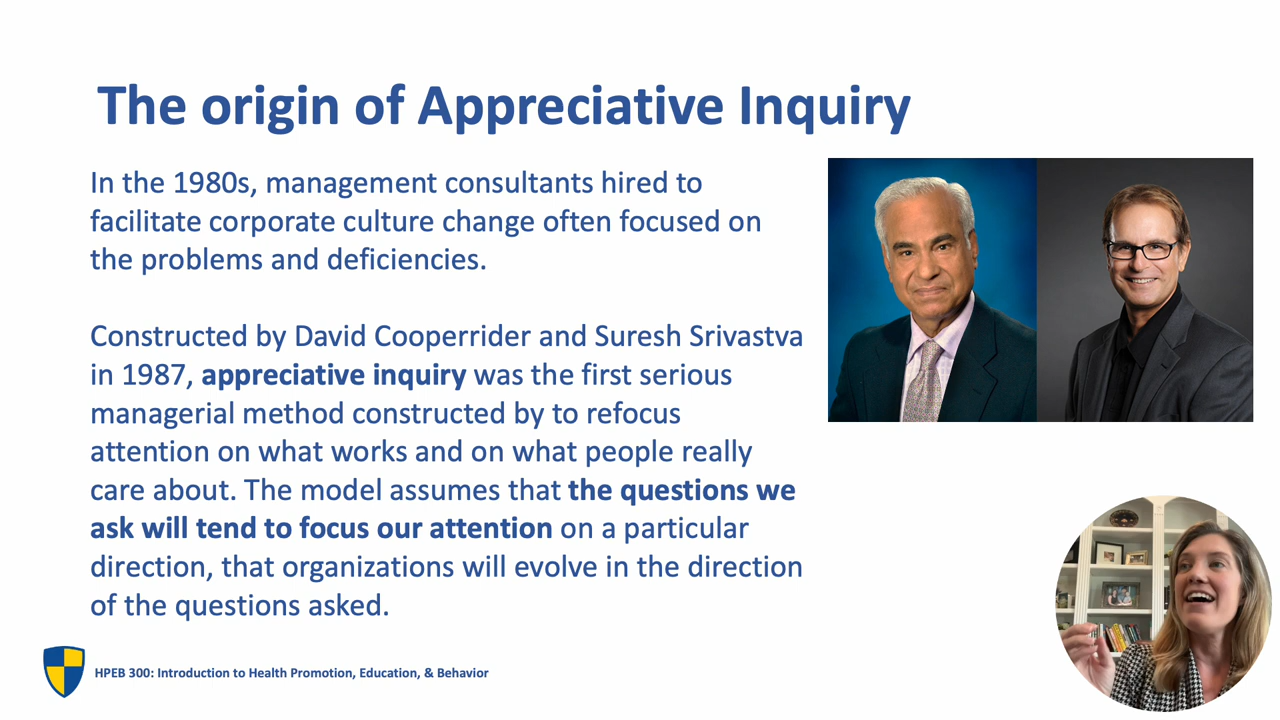 The origin of Appreciative Inquiry
In the 1980s, management consultants hired to
facilitate corporate culture change often focused on
the problems and deficiencies.
Constructed by David Cooperrider and Suresh Srivastva
in 1987, appreciative inquiry was the first serious
managerial method constructed by to refocus
attention on what works and on what people really
care about. The model assumes that the questions we
ask will tend to focus our attention on a particular
direction, that organizations will evolve in the direction
of the questions asked.
HPEB 300: Introduction to Health Promotion, Education, & Behavior